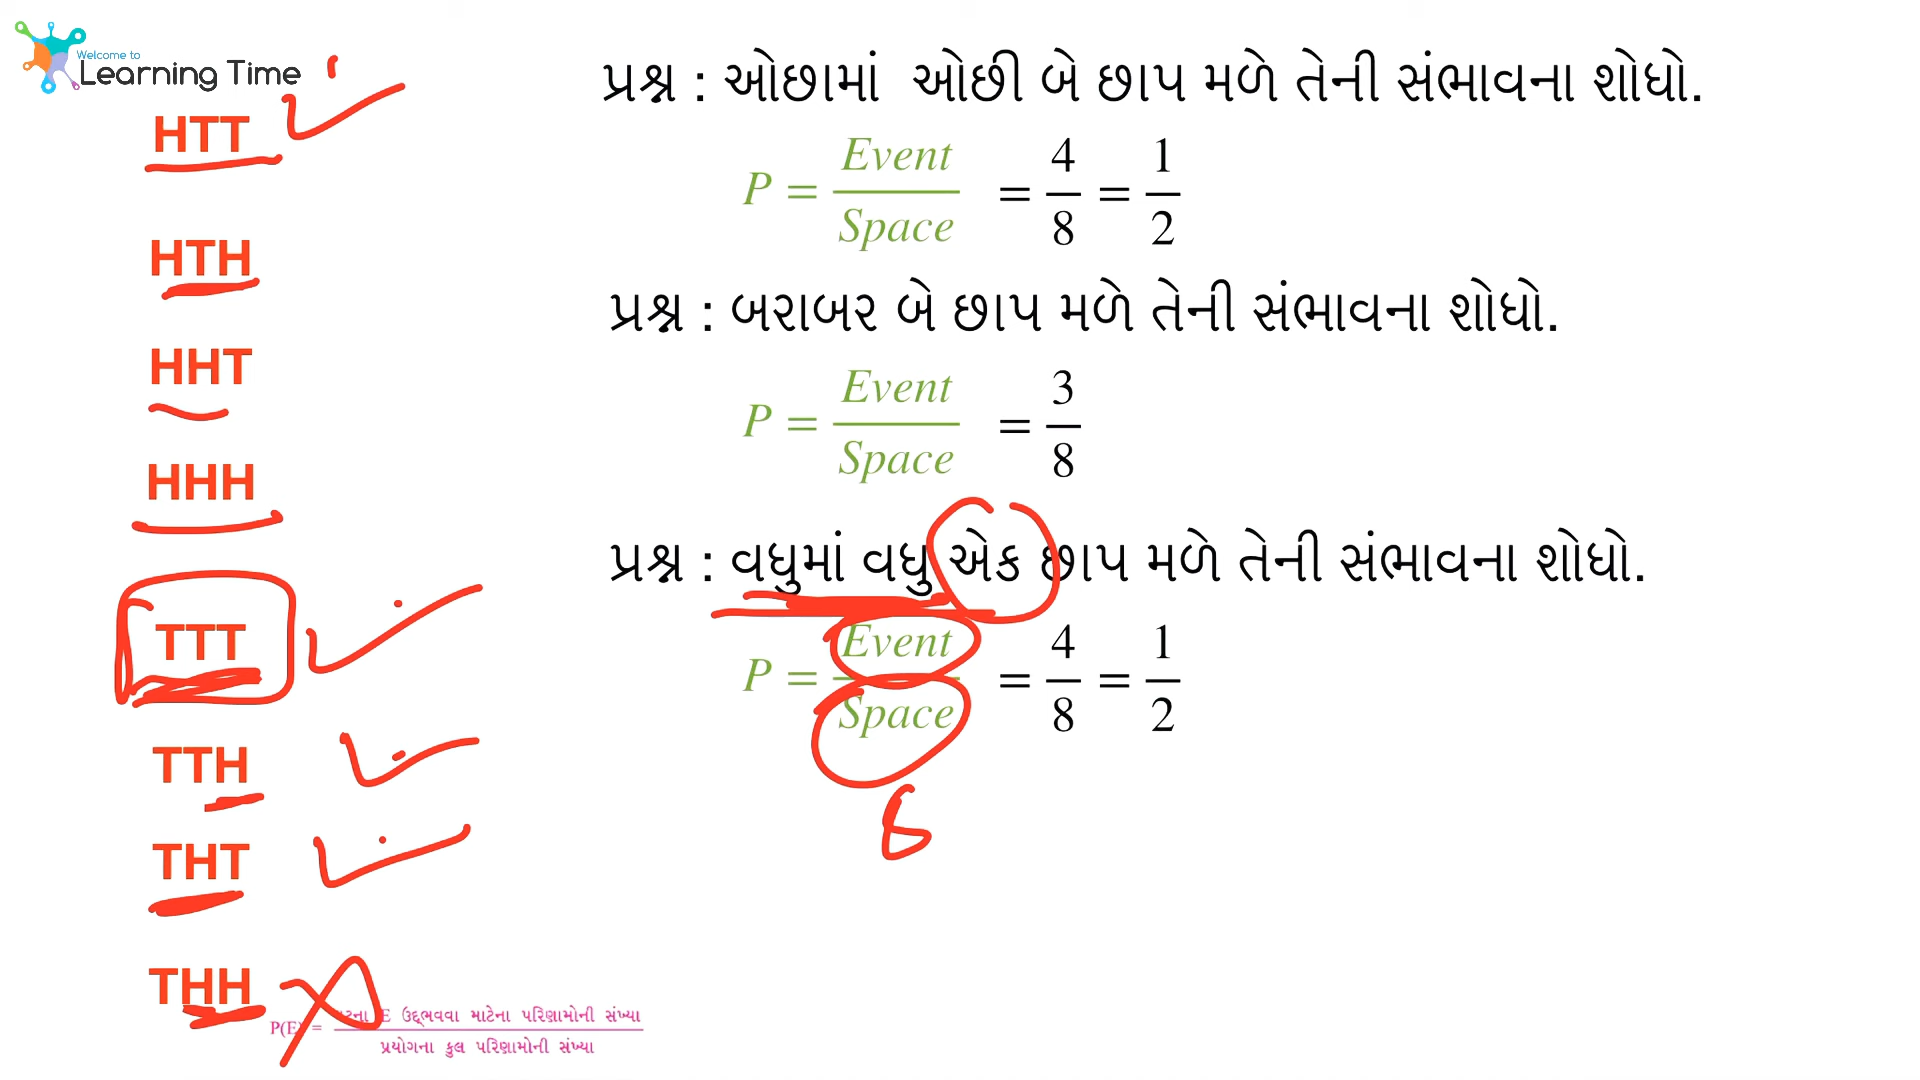 Welcome to
Learning Time
HTT
HTH
HHT
HHH
TTT
TTH
THT
THH
પ્રશ્ન : ઓછામાં ઓછી બે છાપ મળે તેની સંભાવના શોધો.
P = Event / Space = 4/8 = 1/2
પ્રશ્ન : બરાબર બે છાપ મળે તેની સંભાવના શોધો.
P = Event / Space = 3/8
પ્રશ્ન : વધુમાં વધુ એક છાપ મળે તેની સંભાવના શોધો.
P = Event / Space = 4/8 = 1/2
8
P(E) = E ઉદ્ભવવા માટેના પરિણામોની સંખ્યા
પ્રયોગના કુલ પરિણામોની સંખ્યા